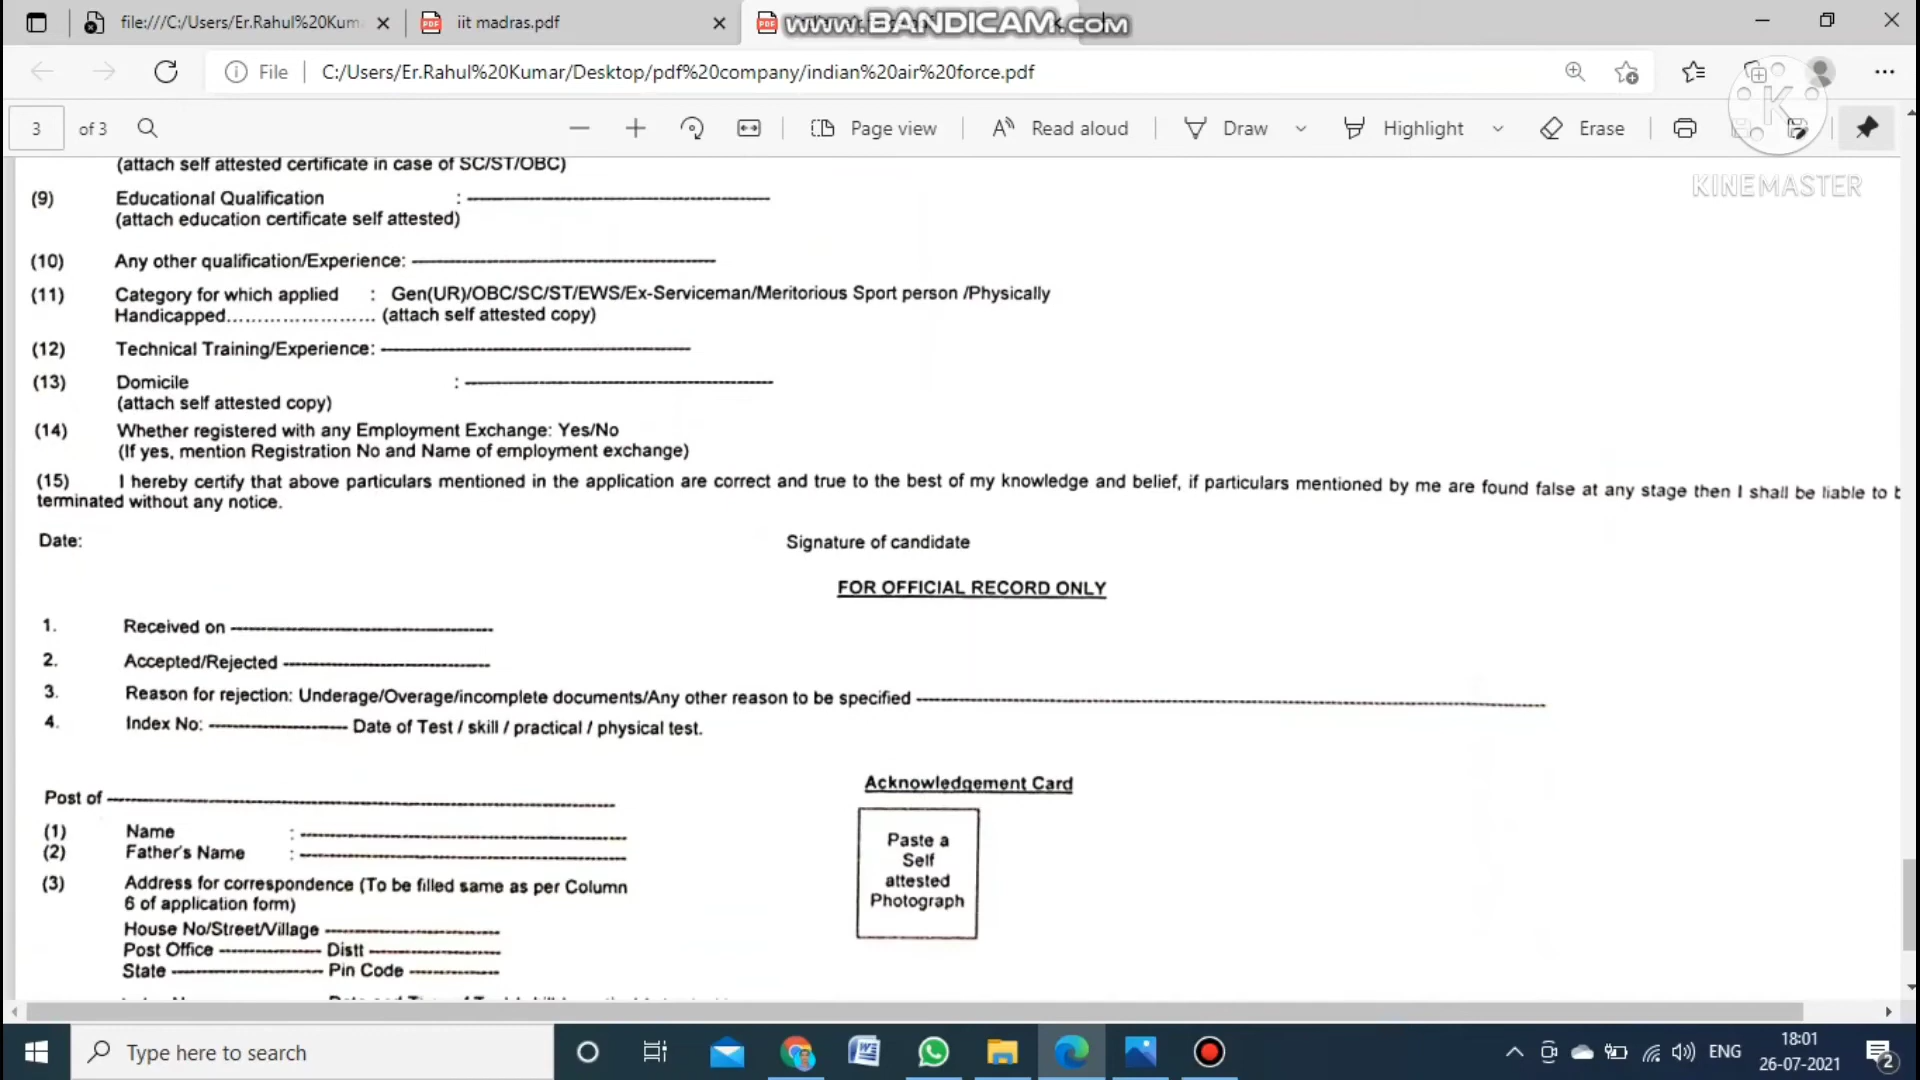 file:///C:/Users/Er.Rahul%20Kum
iit madras.pdf
www.BANDICAM.com
File
C:/Users/Er.Rahul%20Kumar/Desktop/pdf%20company/indian%20air%20force.pdf
3 of 3
Page view
Read aloud
Draw
Highlight
Erase
K
KINEMASTER
(attach self attested certificate in case of SC/ST/OBC)
(9) Educational Qualification :
(attach education certificate self attested)
(10) Any other qualification/Experience:
(11) Category for which applied : Gen(UR)/OBC/SC/ST/EWS/Ex-Serviceman/Meritorious Sport person /Physically
Handicapped........................ (attach self attested copy)
(12) Technical Training/Experience:
(13) Domicile :
(attach self attested copy)
(14) Whether registered with any Employment Exchange: Yes/No
(If yes, mention Registration No and Name of employment exchange)
(15) I hereby certify that above particulars mentioned in the application are correct and true to the best of my knowledge and belief, if particulars mentioned by me are found false at any stage then I shall be liable to
terminated without any notice.
Date: Signature of candidate
FOR OFFICIAL RECORD ONLY
1. Received on
2. Accepted/Rejected
3. Reason for rejection: Underage/Overage/incomplete documents/Any other reason to be specified
4. Index No: Date of Test / skill / practical / physical test.
Acknowledgement Card
Post of
(1) Name :
(2) Father's Name :
(3) Address for correspondence (To be filled same as per Column
6 of application form)
House No/Street/Village
Post Office Distt
State Pin Code
Paste a
Self
attested
Photograph
Type here to search
ENG
18:01
26-07-2021
2